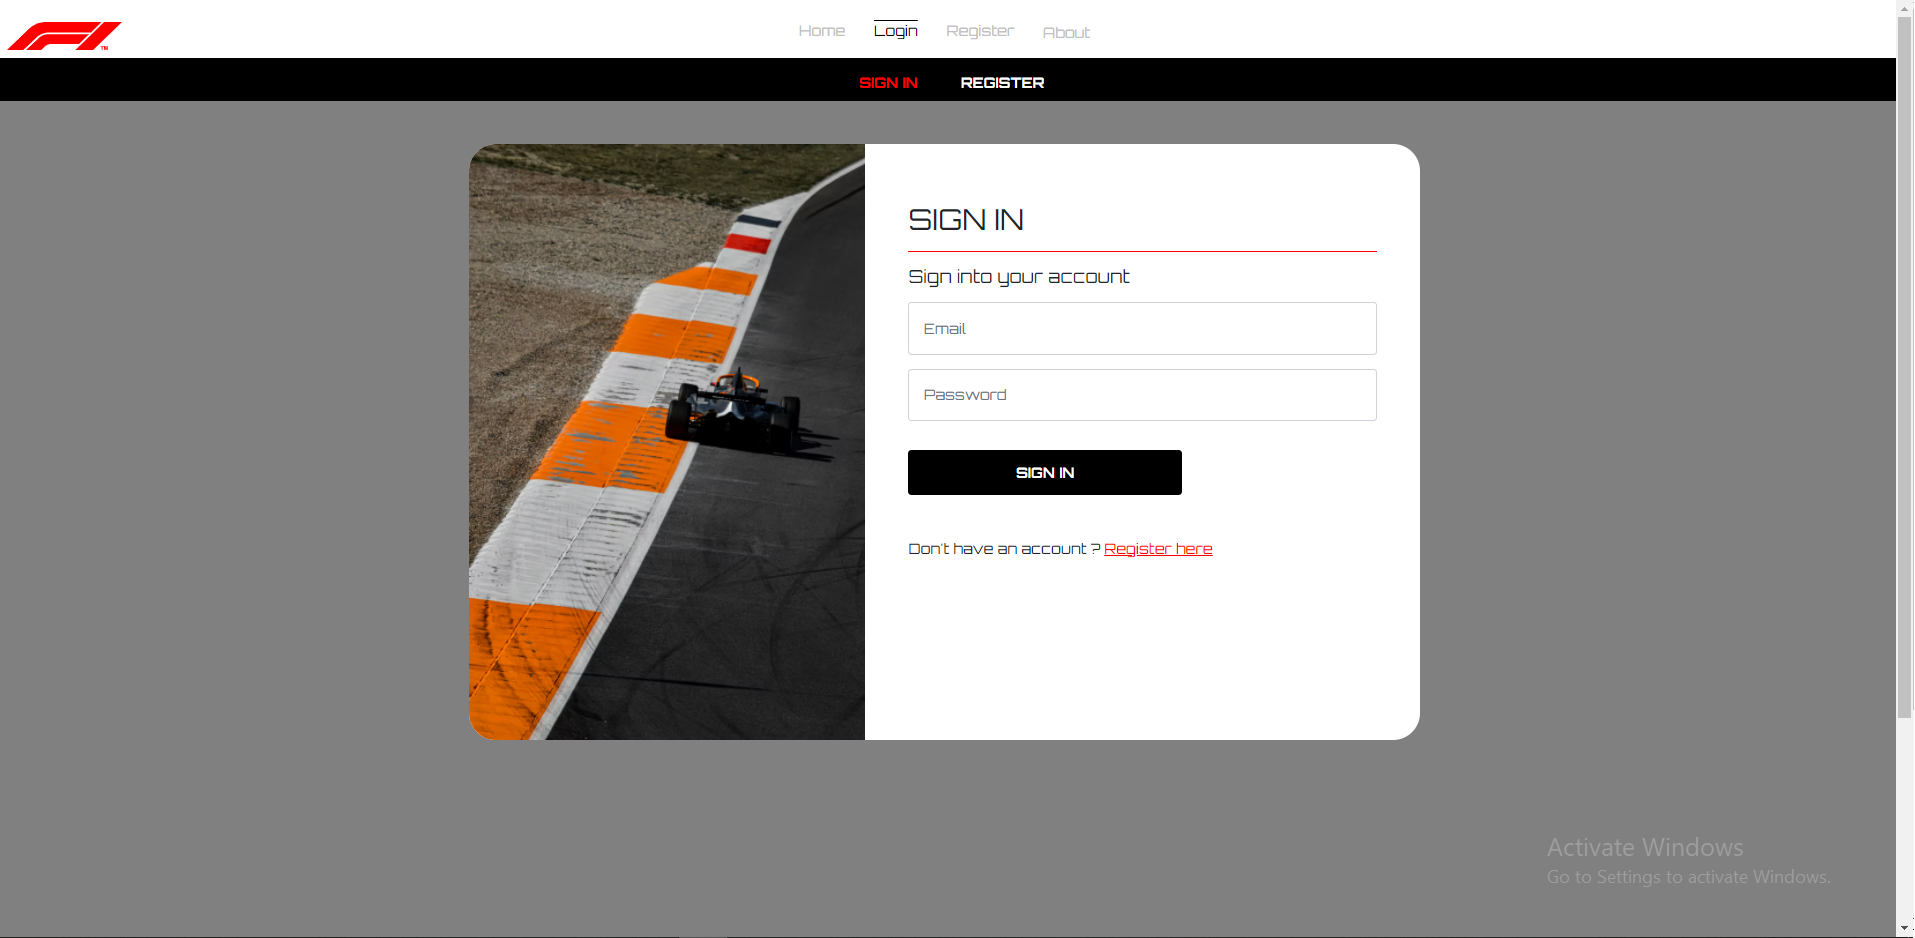 F1 TM
Home Login Register About
SIGN IN REGISTER
SIGN IN
Sign into your account
Email
Password
SIGN IN
Don't have an account ? Register here
Activate Windows
Go to Settings to activate Windows.